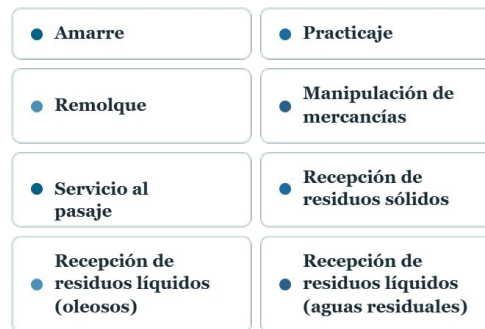 Amarre
Practicaje
Remolque
Manipulación de
mercancías
Servicio al
pasaje
Recepción de
residuos sólidos
Recepción de
residuos líquidos
(oleosos)
Recepción de
residuos líquidos
(aguas residuales)